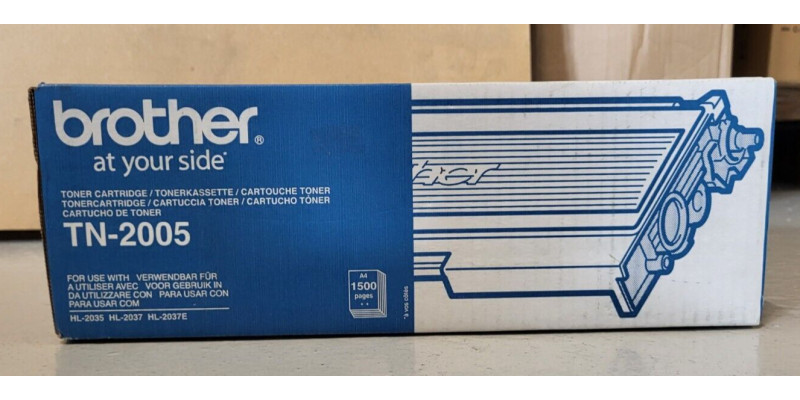 brother®
at your side
TONER CARTRIDGE / TONERKASSETTE / CARTOUCHE TONER
TONERCARTRIDGE / CARTUCCIA TONER / CARTUCHO TÓNER
CARTUCHO DE TONER
TN-2005
FOR USE WITH VERWENDBAR FÜR
A UTILISER AVEC VOOR GEBRUIK IN
DA UTILIZZARE CON PARA USAR CON
PARA USAR COM
HL-2035 HL-2037 HL-2037E
A4
1500
pages